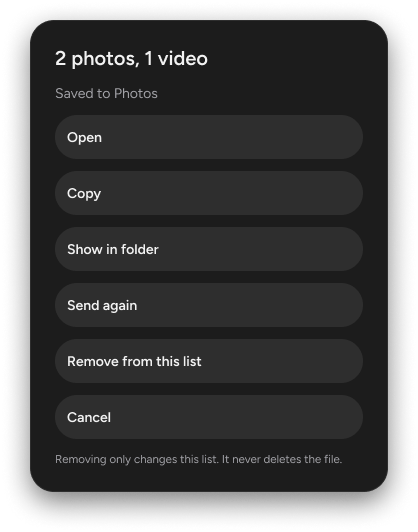 2 photos, 1 video
Saved to Photos
Open
Copy
Show in folder
Send again
Remove from this list
Cancel
Removing only changes this list. It never deletes the file.